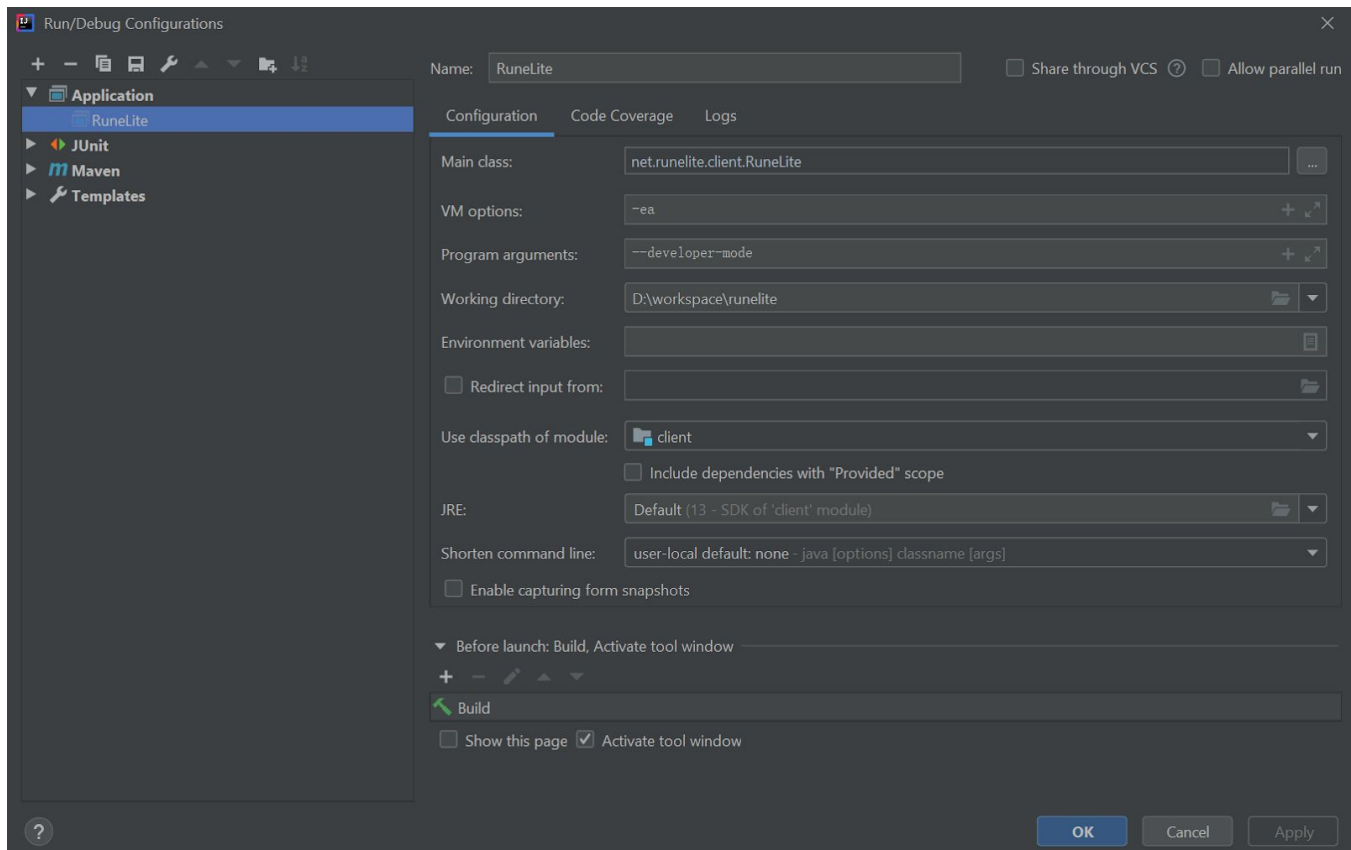 Run/Debug Configurations
Name: RuneLite Share through VCS ? Allow parallel run
Application
RuneLite
JUnit
Maven
Templates
Configuration Code Coverage Logs
Main class: net.runelite.client.RuneLite ...
VM options: -ea
Program arguments: --developer-mode
Working directory: D:\workspace\runelite
Environment variables:
Redirect input from:
Use classpath of module: client
Include dependencies with "Provided" scope
JRE: Default (13 - SDK of 'client' module)
Shorten command line: user-local default: none - java [options] classname [args]
Enable capturing form snapshots
Before launch: Build, Activate tool window
Build
Show this page Activate tool window
? OK Cancel Apply